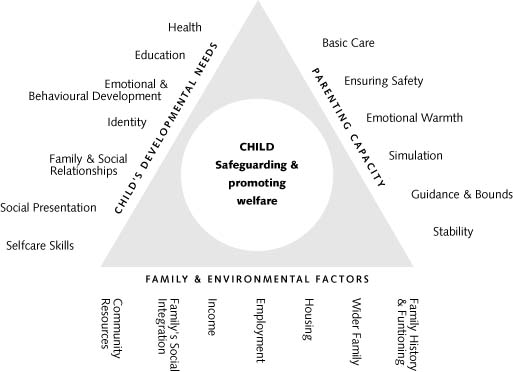 Health
Education
Emotional &
Behavioural Development
Identity
Family & Social
Relationships
Social Presentation
Selfcare Skills
CHILD'S DEVELOPMENTAL NEEDS
CHILD
Safeguarding &
promoting
welfare
PARENTING CAPACITY
Basic Care
Ensuring Safety
Emotional Warmth
Simulation
Guidance & Bounds
Stability
FAMILY & ENVIRONMENTAL FACTORS
Community
Resources
Family's Social
Integration
Income
Employment
Housing
Wider Family
Family History
& Funtioning